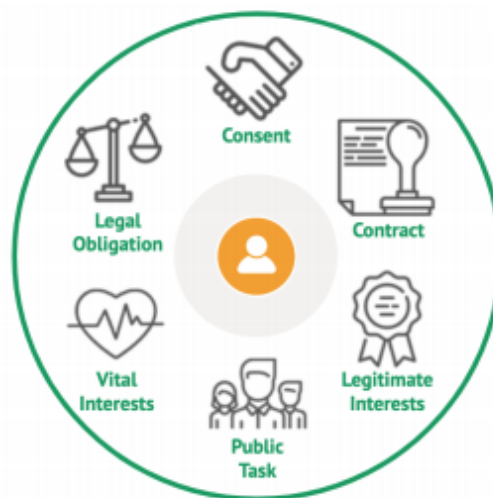 Consent
Contract
Legitimate
Interests
Public
Task
Vital
Interests
Legal
Obligation